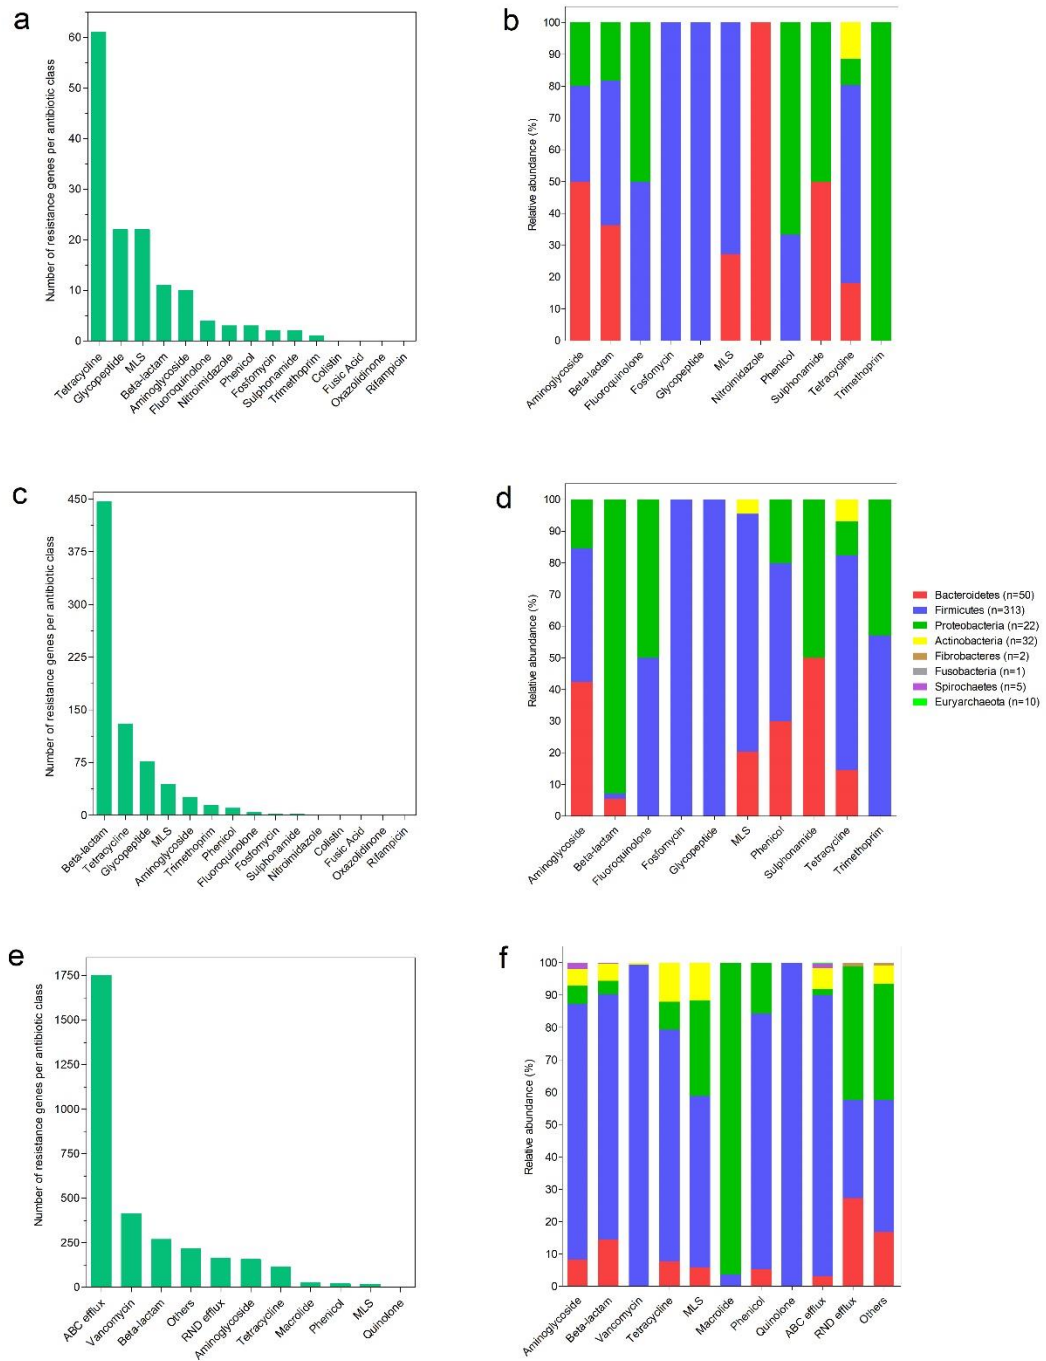 a
Number of resistance genes per antibiotic class
60
50
40
30
20
10
0
Tetracycline
Glycopeptide
MLS
Beta-lactam
Aminoglycoside
Fluoroquinolone
Nitroimidazole
Phenicol
Fosfomycin
Sulphonamide
Trimethoprim
Colistin
Fusic Acid
Oxazolidinone
Rifampicin
b
Relative abundance (%)
100
90
80
70
60
50
40
30
20
10
0
Aminoglycoside
Beta-lactam
Fluoroquinolone
Fosfomycin
Glycopeptide
MLS
Nitroimidazole
Phenicol
Sulphonamide
Tetracycline
Trimethoprim
c
Number of resistance genes per antibiotic class
450
375
300
225
150
75
0
Beta-lactam
Tetracycline
Glycopeptide
MLS
Aminoglycoside
Trimethoprim
Phenicol
Fluoroquinolone
Fosfomycin
Sulphonamide
Nitroimidazole
Colistin
Fusic Acid
Oxazolidinone
Rifampicin
d
Relative abundance (%)
100
90
80
70
60
50
40
30
20
10
0
Aminoglycoside
Beta-lactam
Fluoroquinolone
Fosfomycin
Glycopeptide
MLS
Phenicol
Sulphonamide
Tetracycline
Trimethoprim
Bacteroidetes (n=50)
Firmicutes (n=313)
Proteobacteria (n=22)
Actinobacteria (n=32)
Fibrobacteres (n=2)
Fusobacteria (n=1)
Spirochaetes (n=5)
Euryarchaeota (n=10)
e
Number of resistance genes per antibiotic class
1750
1500
1250
1000
750
500
250
0
ABC efflux
Vancomycin
Beta-lactam
Others
RND efflux
Aminoglycoside
Tetracycline
Macrolide
Phenicol
MLS
Quinolone
f
Relative abundance (%)
100
90
80
70
60
50
40
30
20
10
0
Aminoglycoside
Beta-lactam
Vancomycin
Tetracycline
MLS
Macrolide
Phenicol
Quinolone
ABC efflux
RND efflux
Others